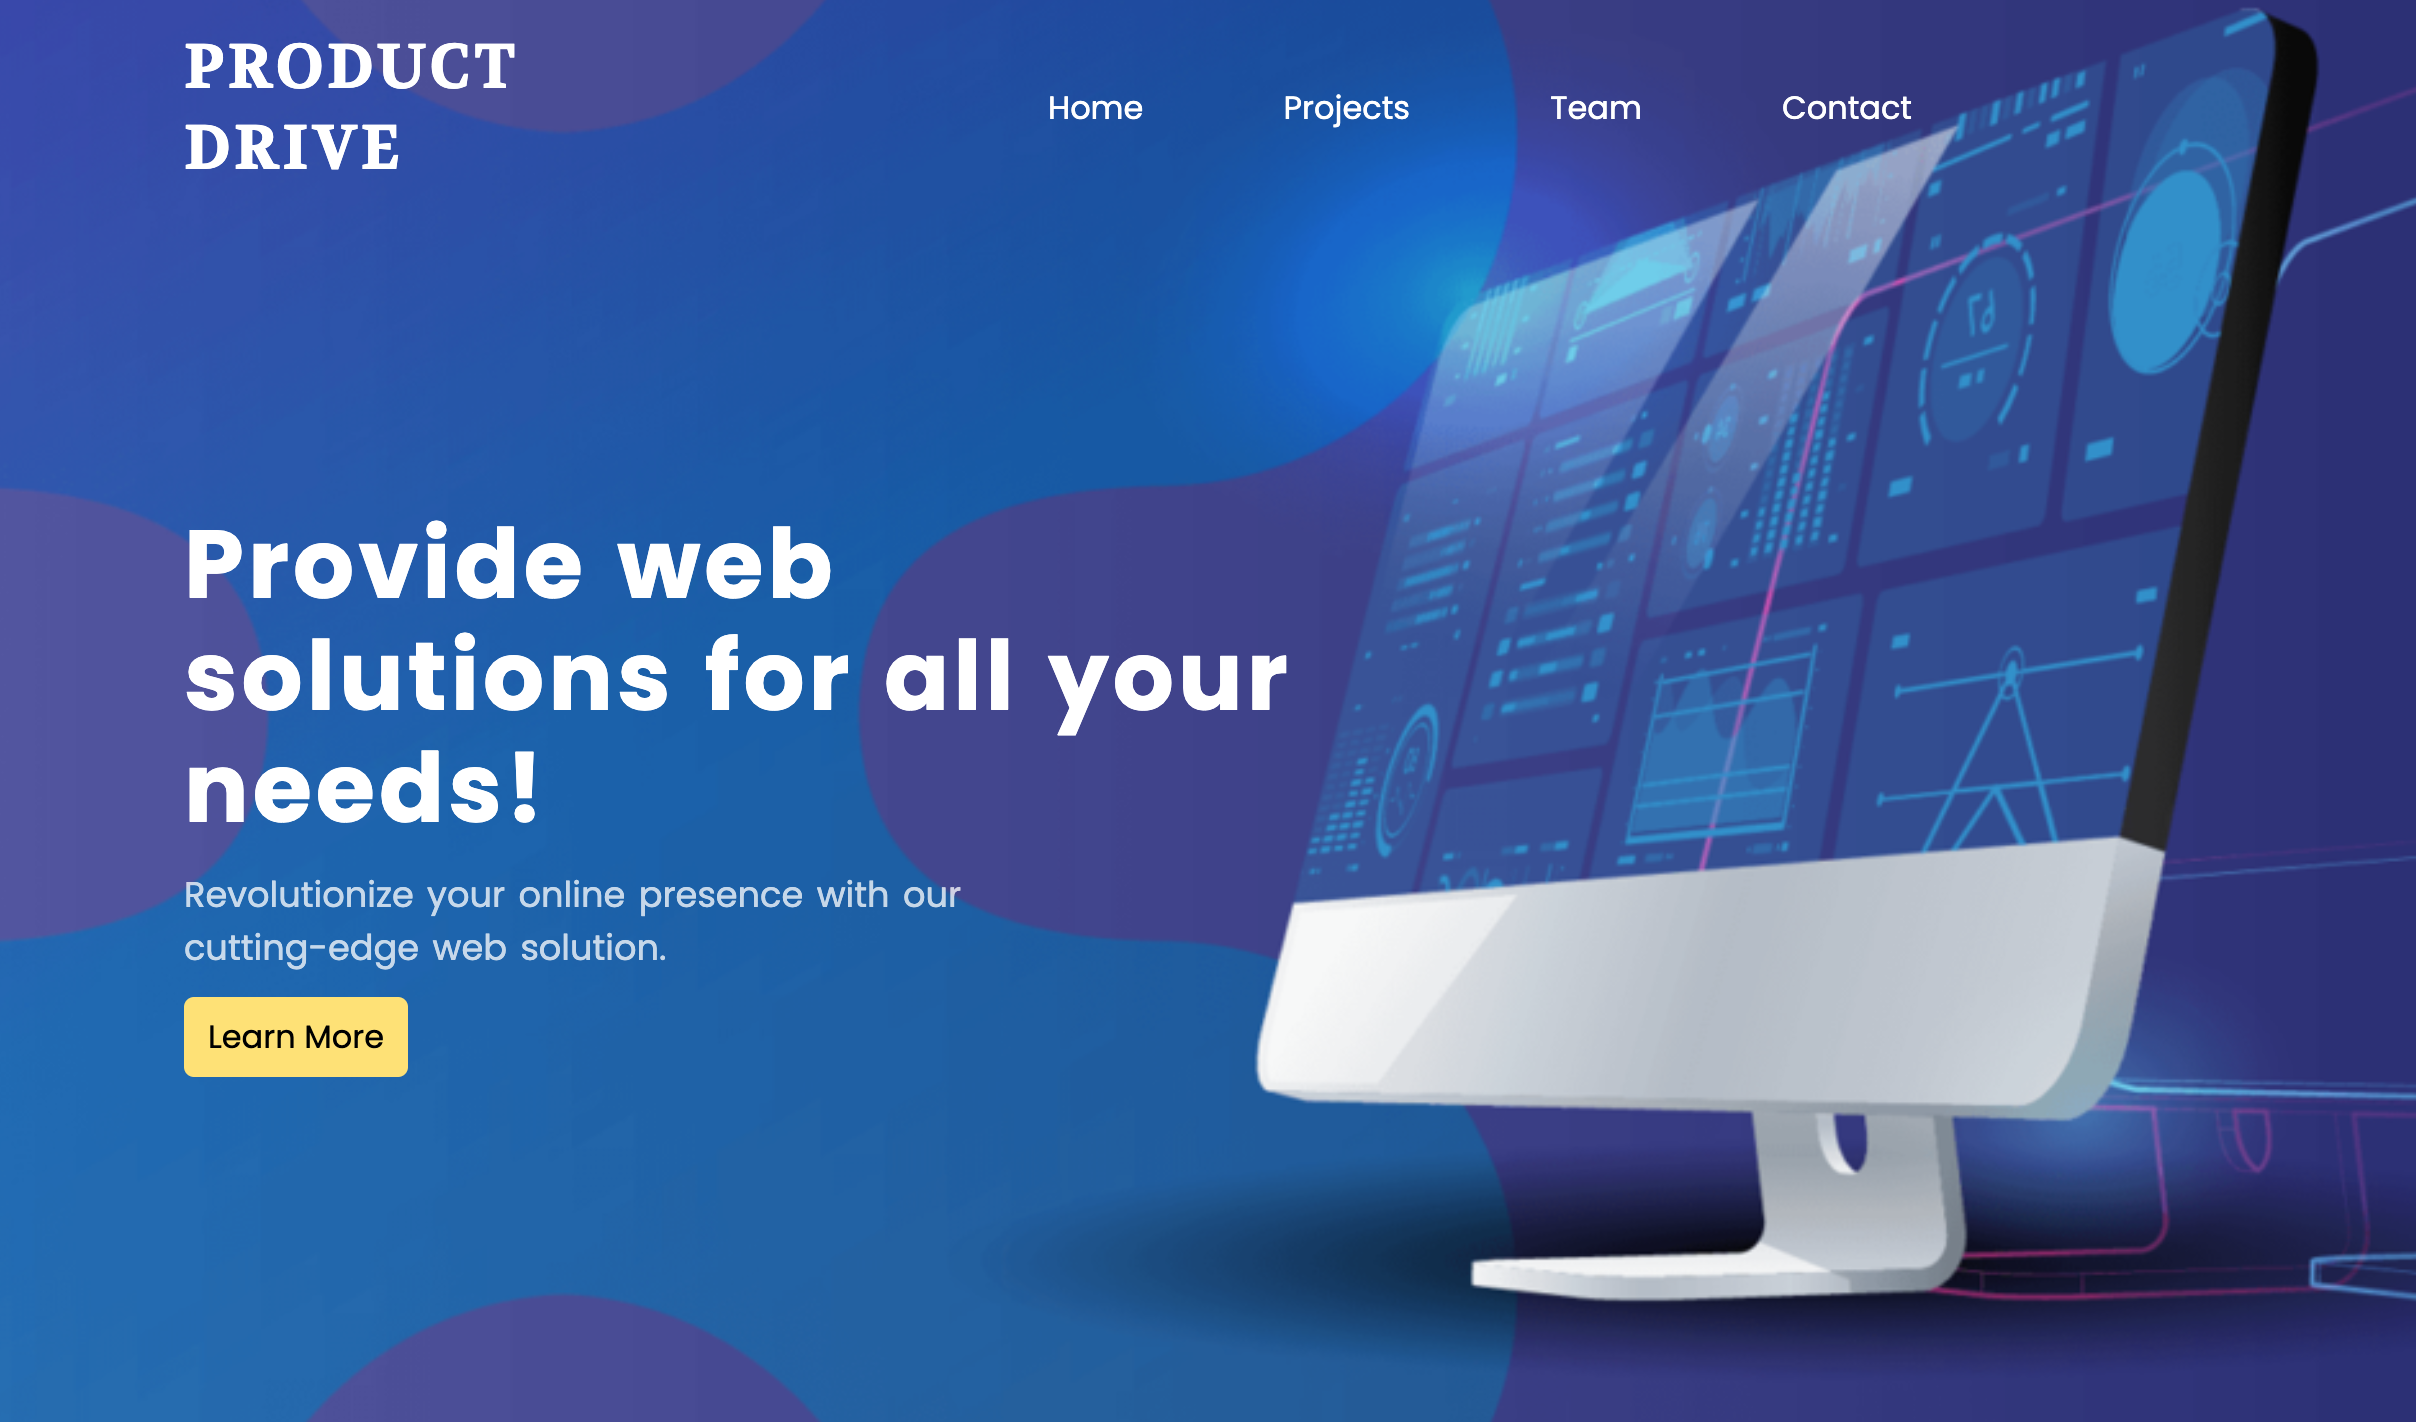 PRODUCT
DRIVE
Home Projects Team Contact
Provide web
solutions for all your
needs!
Revolutionize your online presence with our
cutting-edge web solution.
Learn More